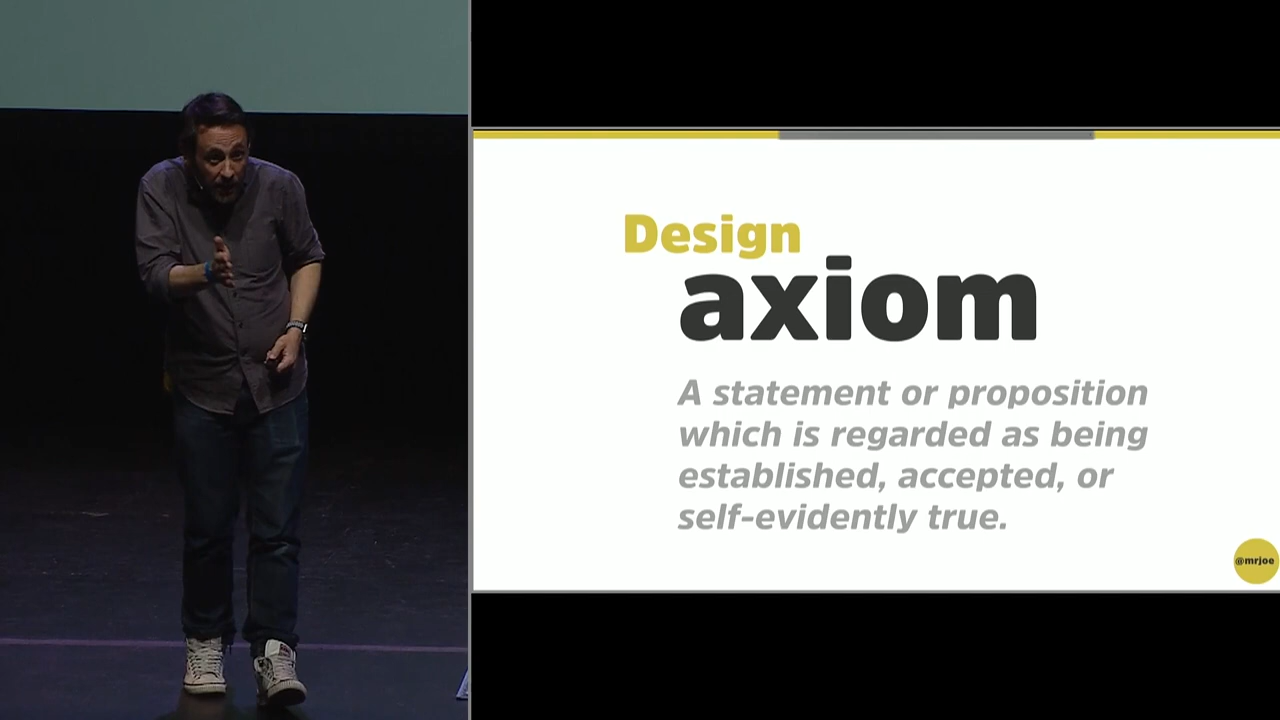 Design
axiom
A statement or proposition
which is regarded as being
established, accepted, or
self-evidently true.
@mrjoe